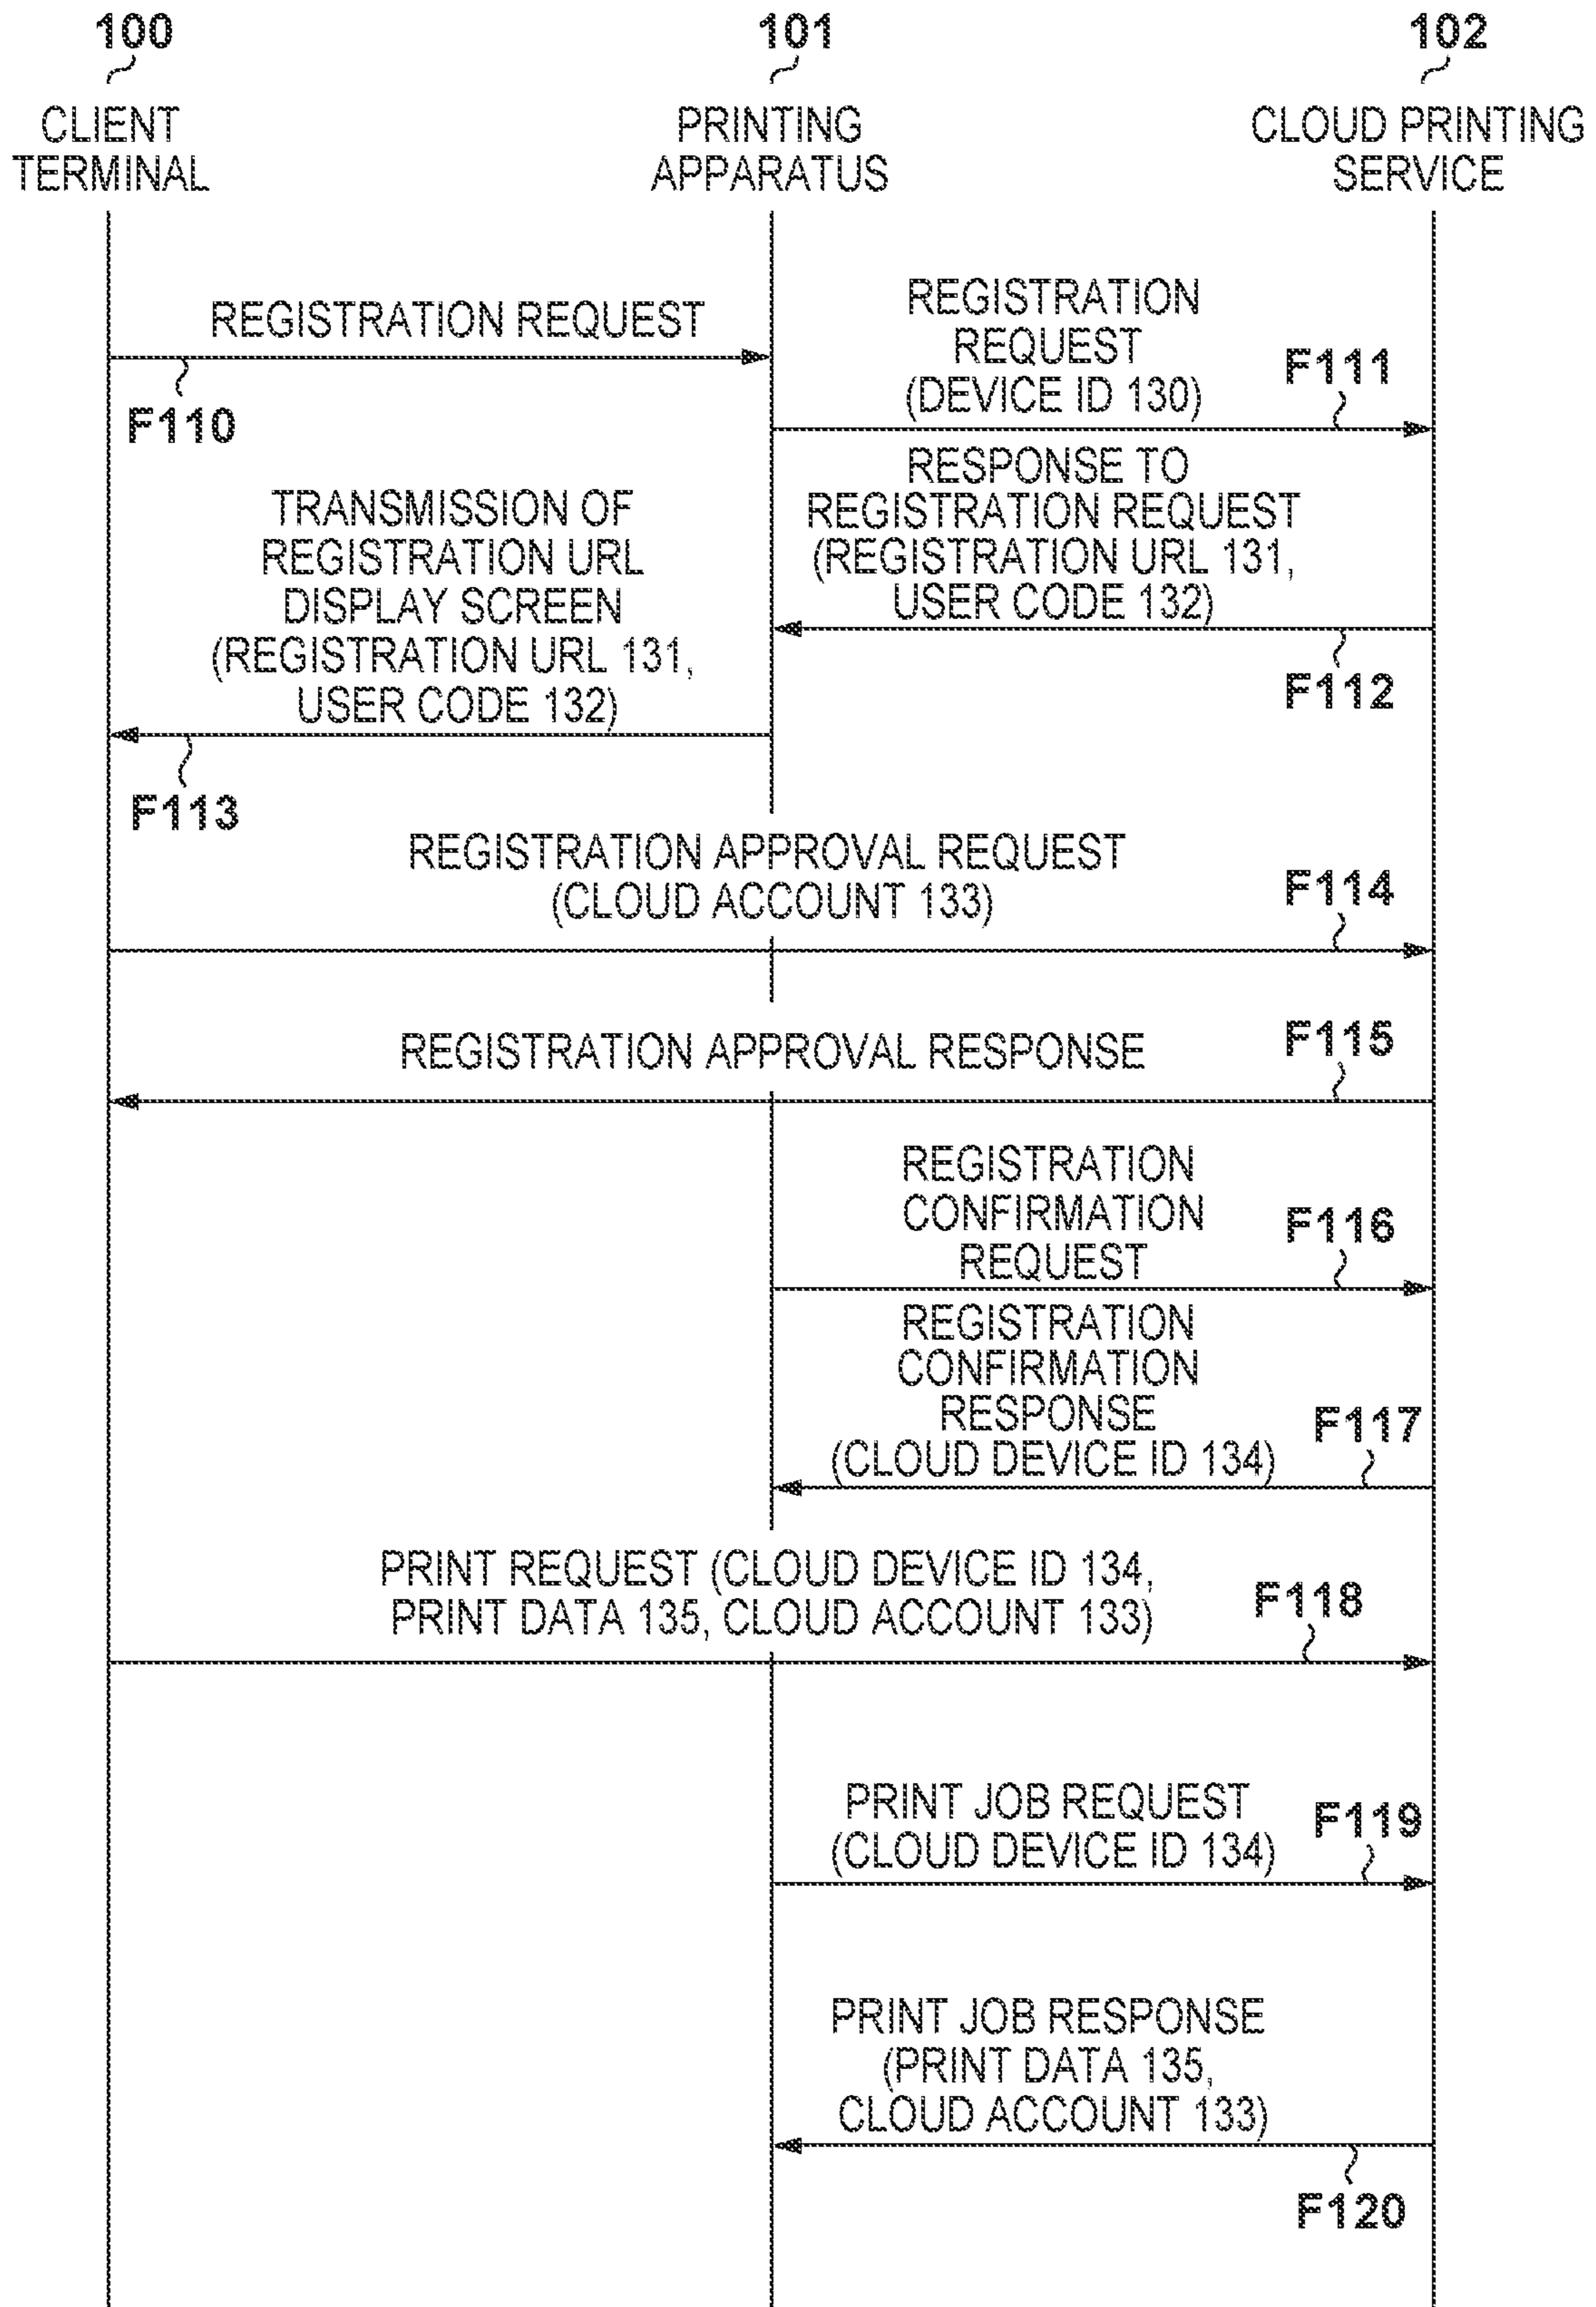 100
101
102
CLIENT
TERMINAL
PRINTING
APPARATUS
CLOUD PRINTING
SERVICE
REGISTRATION REQUEST
F110
REGISTRATION
REQUEST
(DEVICE ID 130)
F111
RESPONSE TO
REGISTRATION REQUEST
(REGISTRATION URL 131,
USER CODE 132)
F112
TRANSMISSION OF
REGISTRATION URL
DISPLAY SCREEN
(REGISTRATION URL 131,
USER CODE 132)
F113
REGISTRATION APPROVAL REQUEST
(CLOUD ACCOUNT 133)
F114
REGISTRATION APPROVAL RESPONSE
F115
REGISTRATION
CONFIRMATION
REQUEST
F116
REGISTRATION
CONFIRMATION
RESPONSE
(CLOUD DEVICE ID 134)
F117
PRINT REQUEST (CLOUD DEVICE ID 134,
PRINT DATA 135, CLOUD ACCOUNT 133)
F118
PRINT JOB REQUEST
(CLOUD DEVICE ID 134)
F119
PRINT JOB RESPONSE
(PRINT DATA 135,
CLOUD ACCOUNT 133)
F120